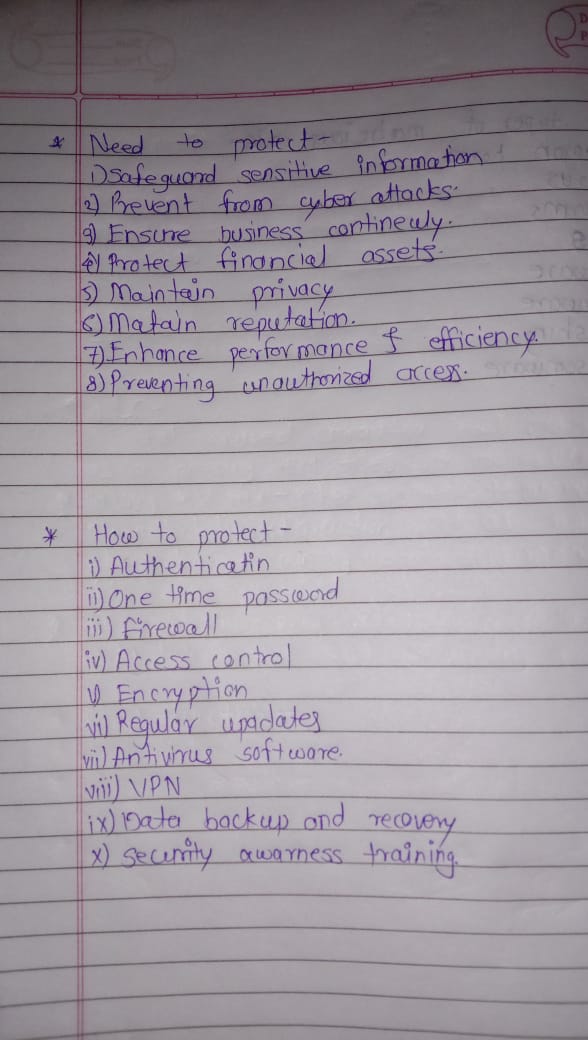 * Need to protect -
1) Safeguard sensitive information
2) Prevent from cyber attacks.
3) Ensure business continewly.
4) Protect financial assets.
5) Maintain privacy
6) Matain reputation.
7) Enhance performance & efficiency.
8) Preventing unauthorized access.
* How to protect -
i) Authenticatin
ii) One time password
iii) firewall
iv) Access control
v) Encryption
vi) Regular upadates
vii) Antivirus software.
viii) VPN
ix) Data backup and recovery
x) security awarness training.